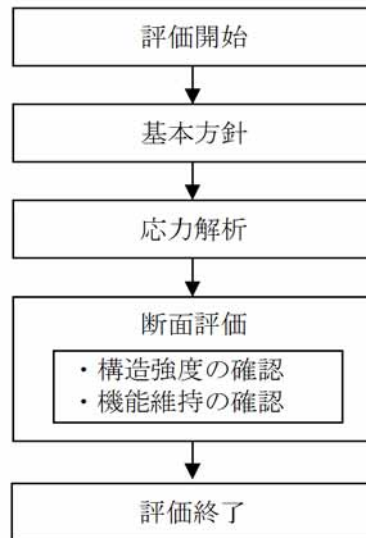 評価開始
基本方針
応力解析
断面評価
・構造強度の確認
・機能維持の確認
評価終了